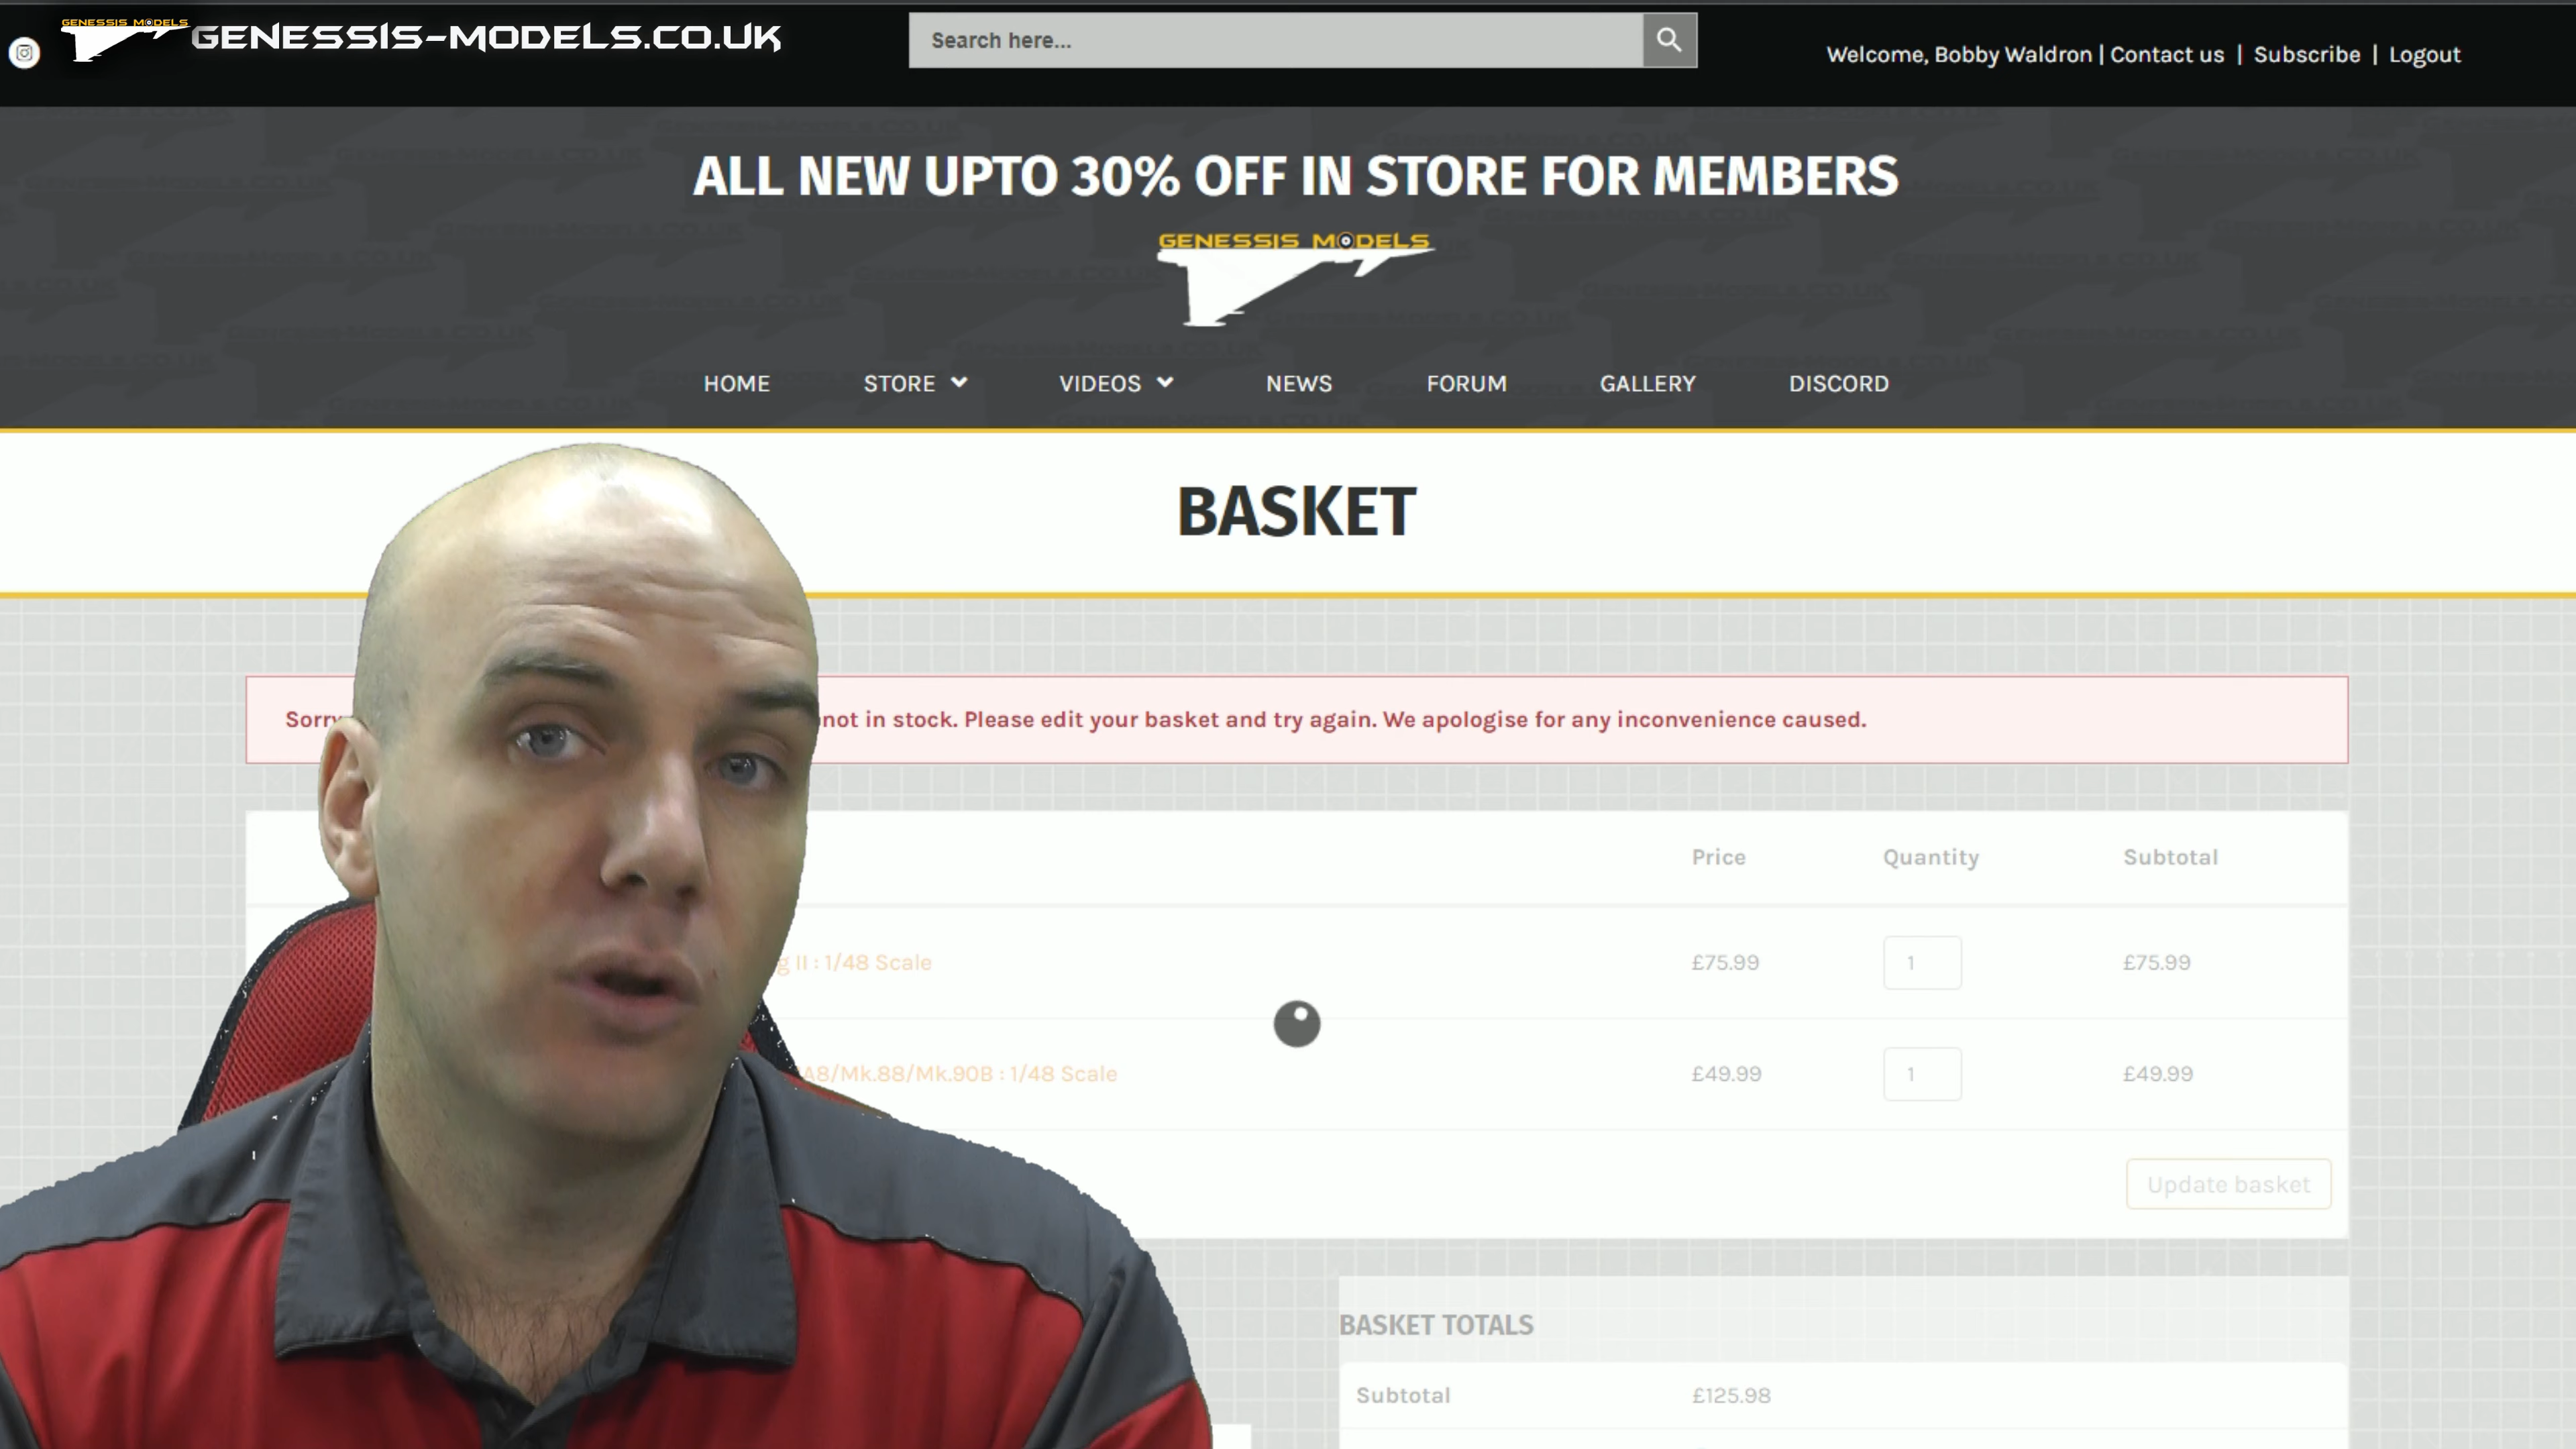 GENESSIS MODELS
GENESSIS-MODELS.CO.UK
Search here...
Welcome, Bobby Waldron | Contact us | Subscribe | Logout
ALL NEW UPTO 30% OFF IN STORE FOR MEMBERS
GENESSIS MODELS
HOME STORE VIDEOS NEWS FORUM GALLERY DISCORD
BASKET
Sorry not in stock. Please edit your basket and try again. We apologise for any inconvenience caused.
Price Quantity Subtotal
II : 1/48 Scale £75.99 1 £75.99
A8/Mk.88/Mk.90B : 1/48 Scale £49.99 1 £49.99
Update basket
BASKET TOTALS
Subtotal £125.98